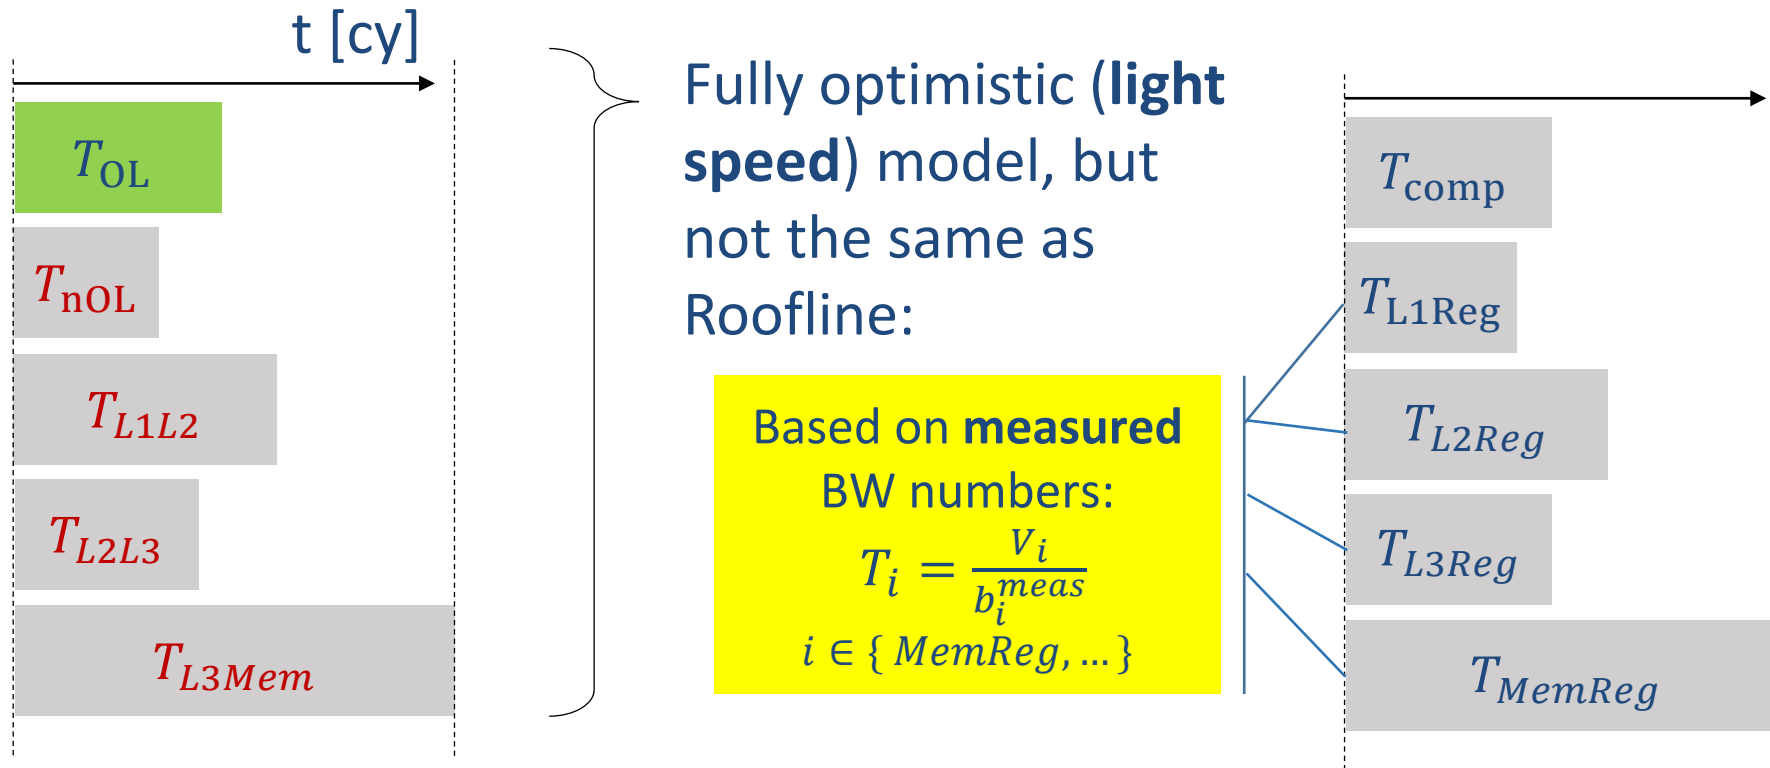 t [cy]
T_OL
T_nOL
T_L1L2
T_L2L3
T_L3Mem
Fully optimistic (light
speed) model, but
not the same as
Roofline:
Based on measured
BW numbers:
T_i = V_i / b_i^meas
i ∈ { MemReg, … }
T_comp
T_L1Reg
T_L2Reg
T_L3Reg
T_MemReg